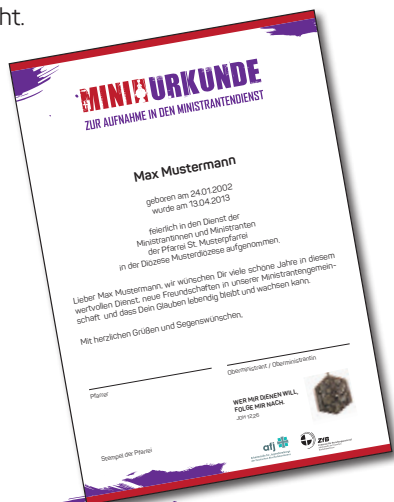 ht.
MINI URKUNDE
ZUR AUFNAHME IN DEN MINISTRANTENDIENST
Max Mustermann
geboren am 24.01.2002
wurde am 13.04.2013
feierlich in den Dienst der
Ministrantinnen und Ministranten
der Pfarrei St. Musterpfarrei
in der Diözese Musterdiözese aufgenommen.
Lieber Max Mustermann, wir wünschen Dir viele schöne Jahre in diesem
wertvollen Dienst, neue Freundschaften in unserer Ministrantengemein-
schaft und dass Dein Glauben lebendig bleibt und wachsen kann.
Mit herzlichen Grüßen und Segenswünschen,
Pfarrer
Oberministrant / Oberministrantin
WER MIR DIENEN WILL,
FOLGE MIR NACH.
JOH 12,26
Stempel der Pfarrei
afj
ZfB